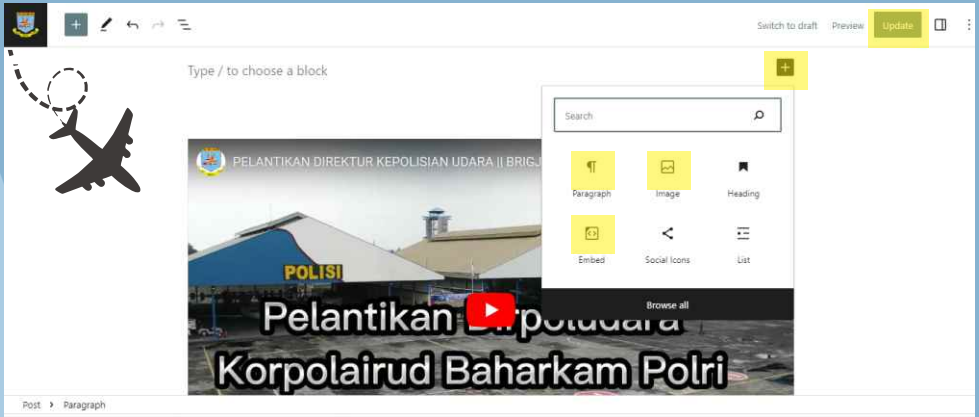 Switch to draft Preview Update
Type / to choose a block
Search
PELANTIKAN DIREKTUR KEPOLISIAN UDARA || BRIGJ
Paragraph Image Heading
Embed Social Icons List
POLISI
Browse all
Pelantikan Dirpoludara
Korpolairud Baharkam Polri
Post > Paragraph